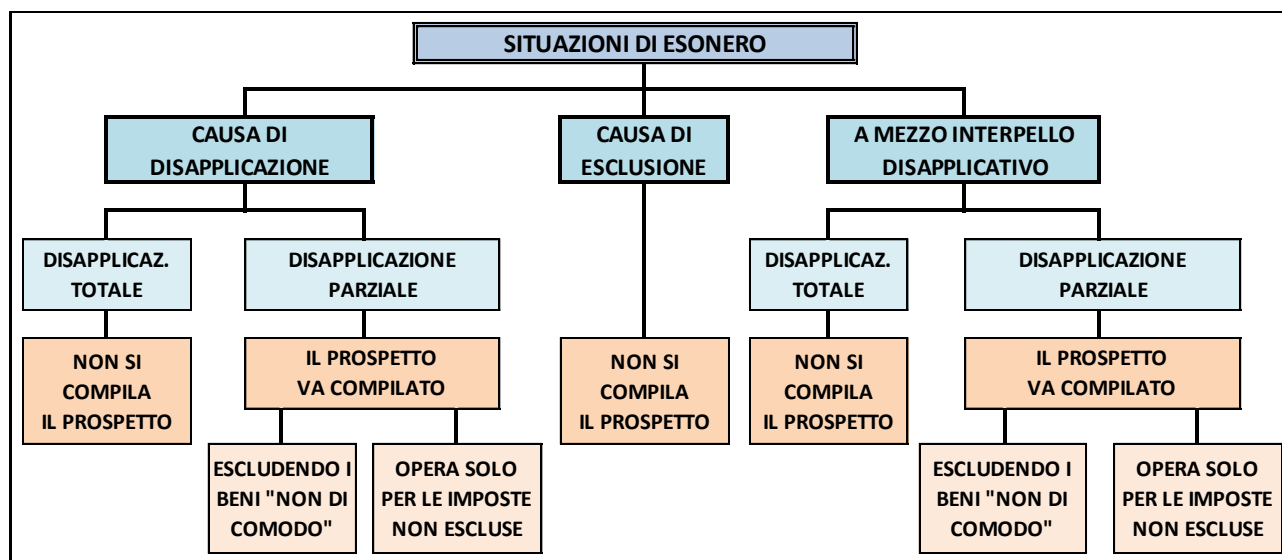 SITUAZIONI DI ESONERO
CAUSA DI
DISAPPLICAZIONE
CAUSA DI
ESCLUSIONE
A MEZZO INTERPELLO
DISAPPLICATIVO
DISAPPLICAZ.
TOTALE
DISAPPLICAZIONE
PARZIALE
DISAPPLICAZ.
TOTALE
DISAPPLICAZIONE
PARZIALE
NON SI
COMPILA
IL PROSPETTO
IL PROSPETTO
VA COMPILATO
NON SI
COMPILA
IL PROSPETTO
NON SI
COMPILA
IL PROSPETTO
IL PROSPETTO
VA COMPILATO
ESCLUDENDO I
BENI "NON DI
COMODO"
OPERA SOLO
PER LE IMPOSTE
NON ESCLUSE
ESCLUDENDO I
BENI "NON DI
COMODO"
OPERA SOLO
PER LE IMPOSTE
NON ESCLUSE